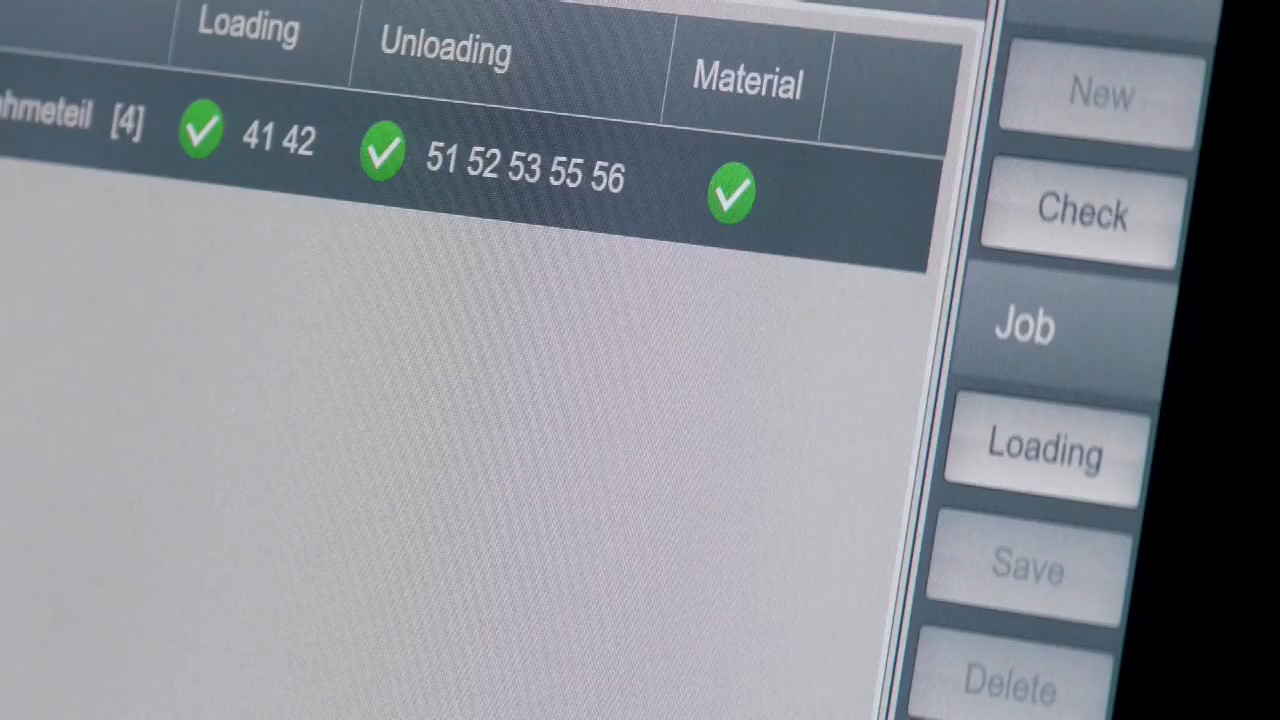 Loading Unloading Material
[4] 41 42 51 52 53 55 56
New
Check
Job
Loading
Save
Delete